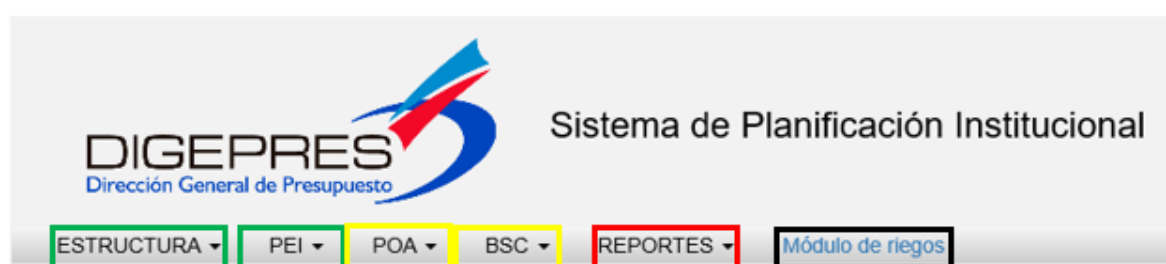 DIGEPRES
Dirección General de Presupuesto
Sistema de Planificación Institucional
ESTRUCTURA PEI POA BSC REPORTES Módulo de riegos